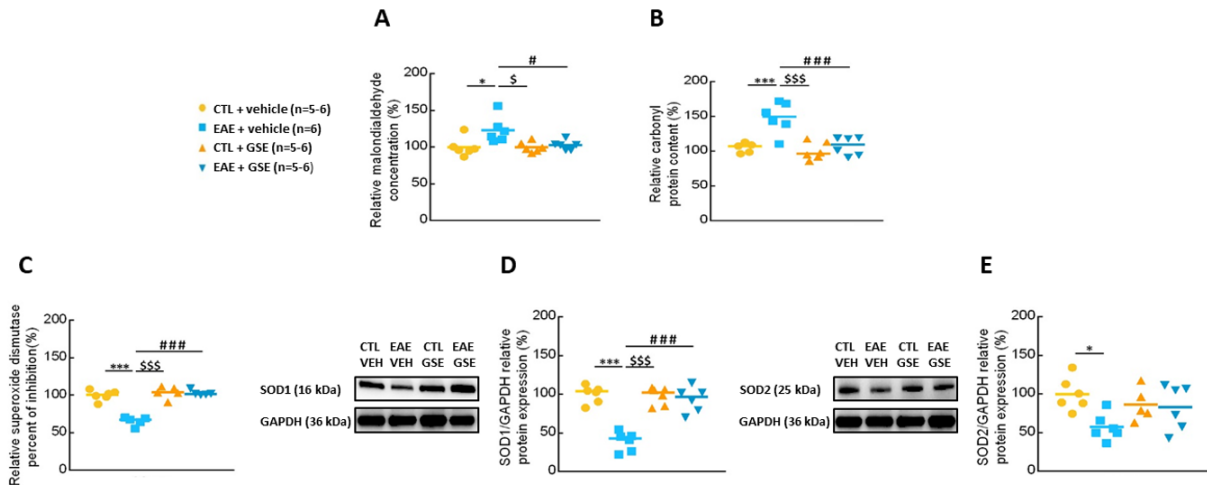 A
B
CTL + vehicle (n=5-6)
EAE + vehicle (n=6)
CTL + GSE (n=5-6)
EAE + GSE (n=5-6)
Relative malondialdehyde
concentration (%)
200
150
100
50
0
*
$
#
Relative carbonyl
protein content (%)
200
150
100
50
0
***
$$$
###
C
Relative superoxide dismutase
percent of inhibition(%)
200
150
100
50
0
***
$$$
###
CTL EAE CTL EAE
VEH VEH GSE GSE
SOD1 (16 kDa)
GAPDH (36 kDa)
D
SOD1/GAPDH relative
protein expression (%)
200
150
100
50
0
***
$$$
###
CTL EAE CTL EAE
VEH VEH GSE GSE
SOD2 (25 kDa)
GAPDH (36 kDa)
E
SOD2/GAPDH relative
protein expression (%)
200
150
100
50
0
*